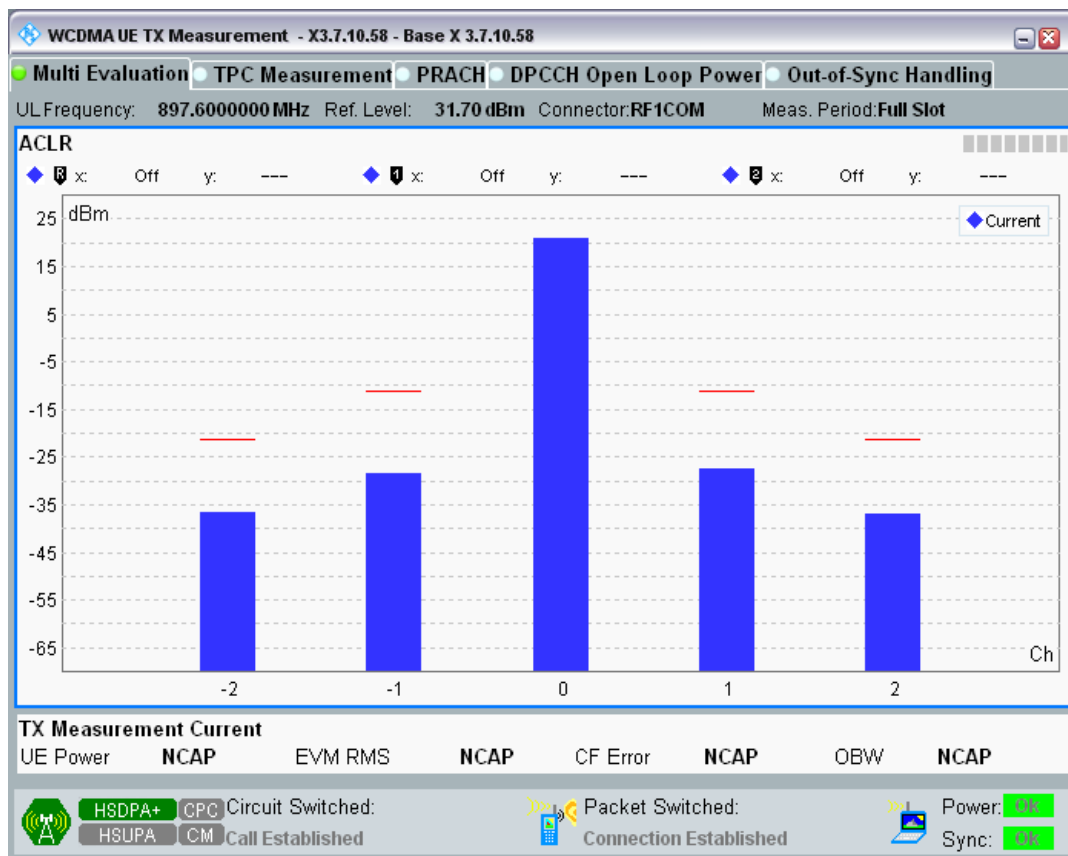 WCDMA UE TX Measurement - X3.7.10.58 - Base X 3.7.10.58
Multi Evaluation TPC Measurement PRACH DPCCH Open Loop Power Out-of-Sync Handling
UL Frequency: 897.6000000 MHz Ref. Level: 31.70 dBm Connector:RF1COM Meas. Period:Full Slot
ACLR
R x: Off y: --- 1 x: Off y: --- 2 x: Off y: ---
dBm
Current
25
15
5
-5
-15
-25
-35
-45
-55
-65
Ch
-2 -1 0 1 2
TX Measurement Current
UE Power NCAP EVM RMS NCAP CF Error NCAP OBW NCAP
HSDPA+ CPC Circuit Switched: Packet Switched: Power: OK
HSUPA CM Call Established Connection Established Sync: OK